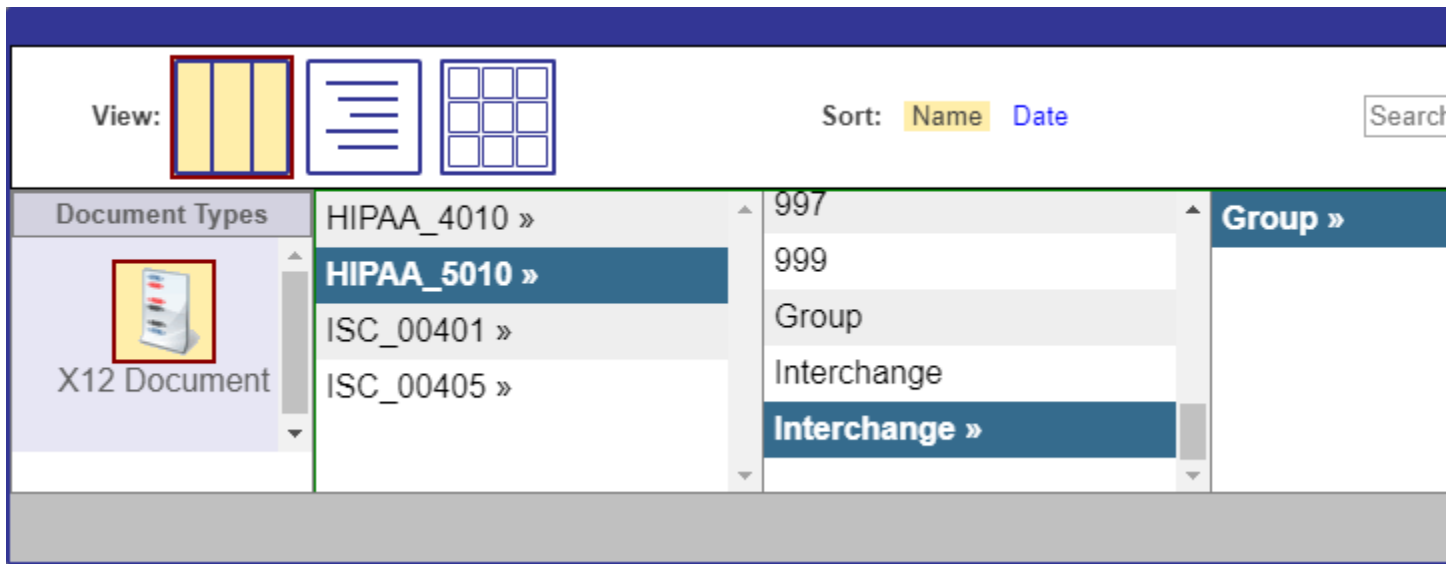 View:
Sort: Name Date
Search
Document Types
X12 Document
HIPAA_4010 »
HIPAA_5010 »
ISC_00401 »
ISC_00405 »
997
999
Group
Interchange
Interchange »
Group »